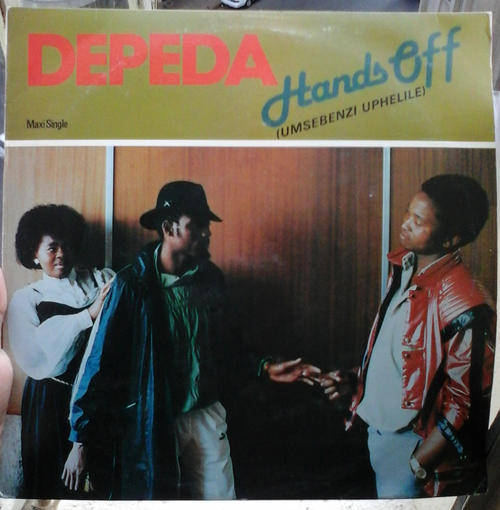 DEPEDA
Hands Off
(UMSEBENZI UPHELILE)
Maxi Single